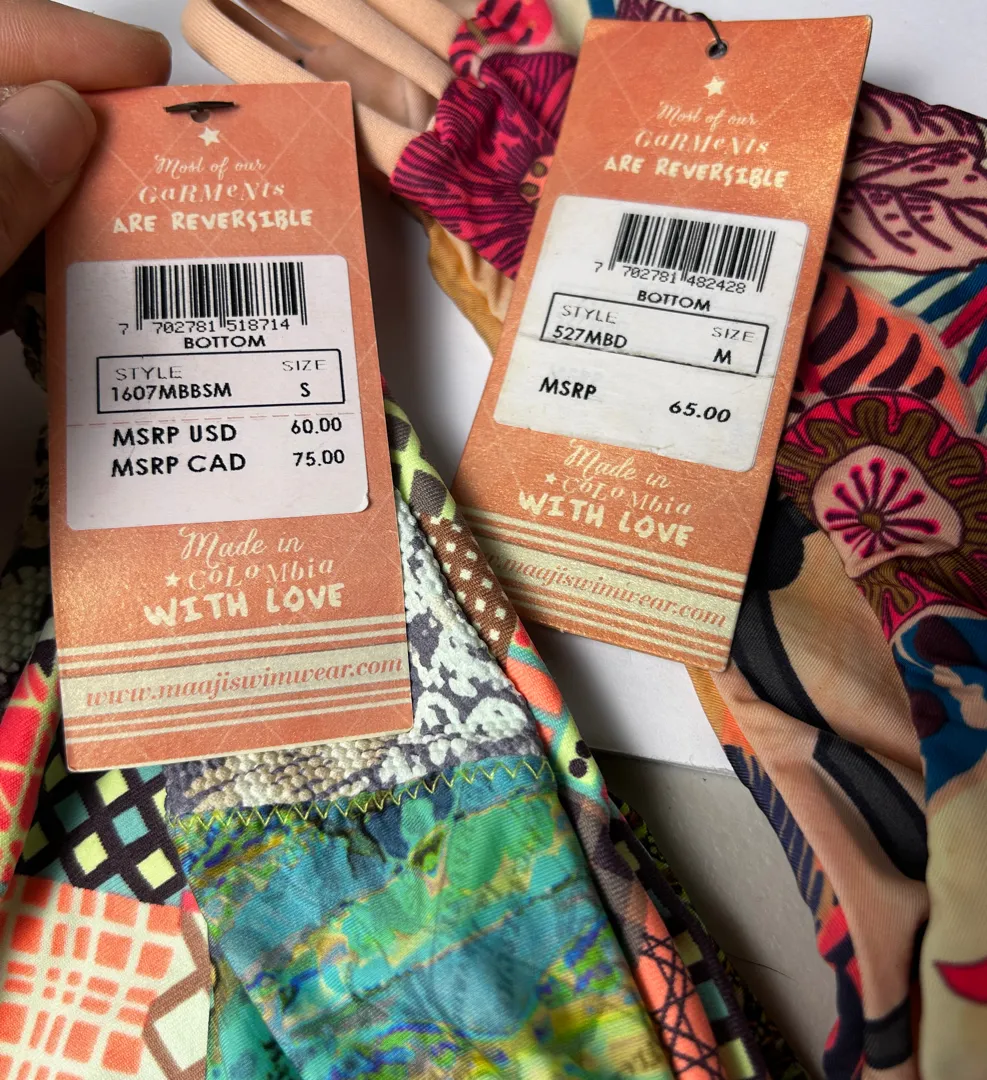 Most of our
GaRMeNts
ARE REVERSIBLE
7 702781 518714
BOTTOM
STYLE SIZE
1607MBBSM S
MSRP USD 60.00
MSRP CAD 75.00
Made in
CoLoMbia
WITH LOVE
www.maajiswimwear.com
Most of our
GaRMeNts
ARE REVERSIBLE
7 702781 482428
BOTTOM
STYLE SIZE
527MBD M
MSRP 65.00
Made in
CoLoMbia
WITH LOVE
maajiswimwear.com